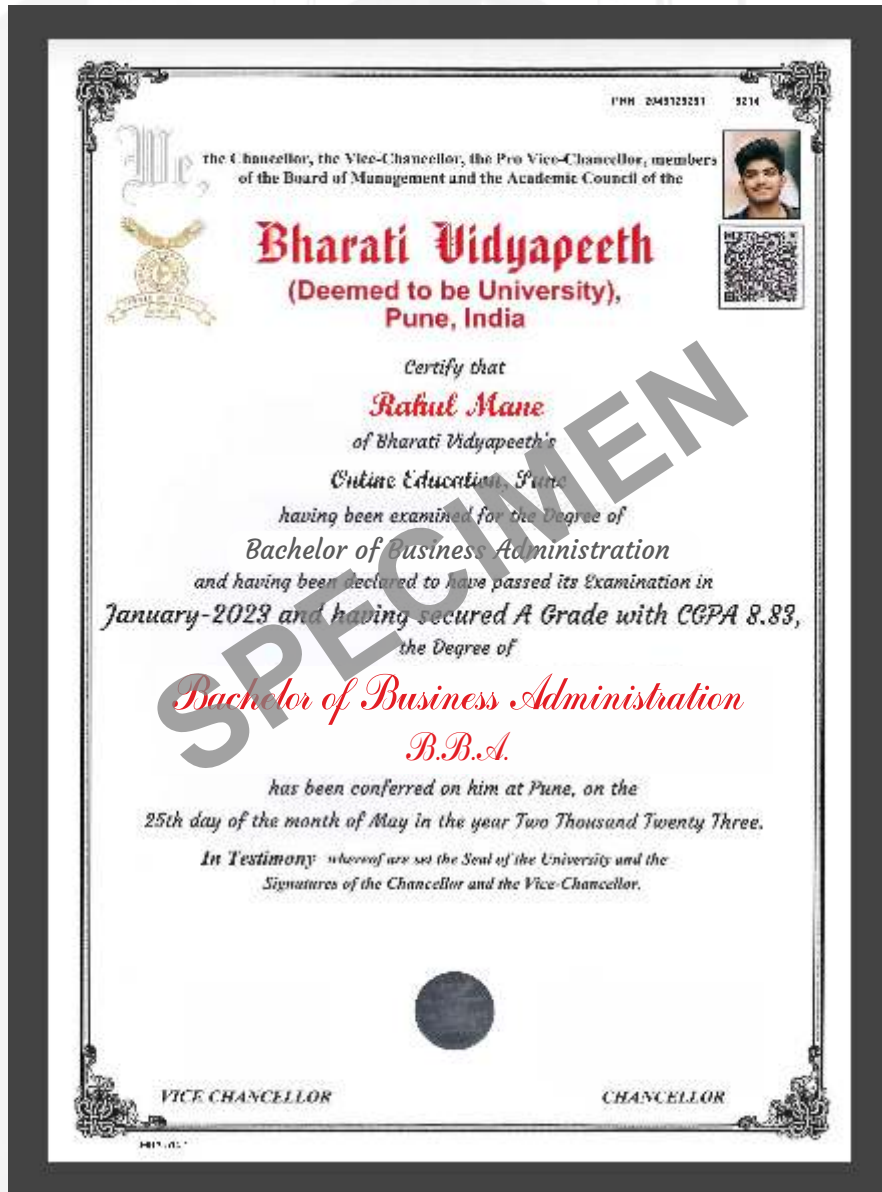 We, the Chancellor, the Vice-Chancellor, the Pro Vice-Chancellor, members
of the Board of Management and the Academic Council of the
Bharati Vidyapeeth
(Deemed to be University),
Pune, India
Certify that
Rahul Mane
of Bharati Vidyapeeth's
Online Education, Pune
having been examined for the Degree of
Bachelor of Business Administration
and having been declared to have passed its Examination in
January-2023 and having secured A Grade with CGPA 8.83,
the Degree of
Bachelor of Business Administration
B.B.A.
has been conferred on him at Pune, on the
25th day of the month of May in the year Two Thousand Twenty Three.
In Testimony whereof are set the Seal of the University and the
Signatures of the Chancellor and the Vice-Chancellor.
VICE CHANCELLOR
CHANCELLOR
SPECIMEN